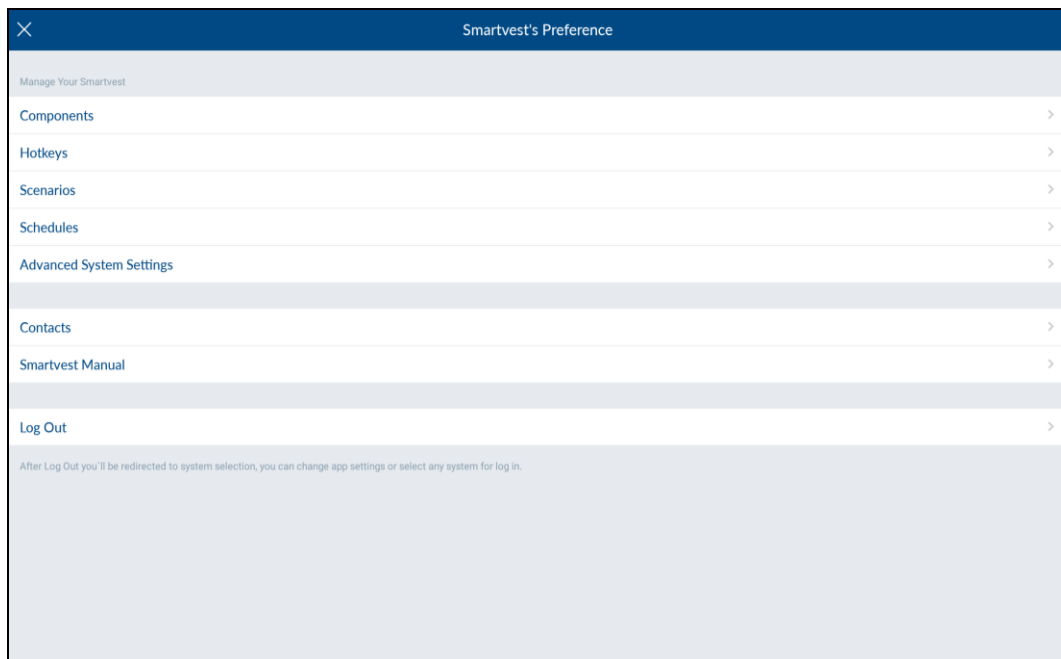 Smartvest's Preference
Manage Your Smartvest
Components
Hotkeys
Scenarios
Schedules
Advanced System Settings
Contacts
Smartvest Manual
Log Out
After Log Out you`ll be redirected to system selection, you can change app settings or select any system for log in.